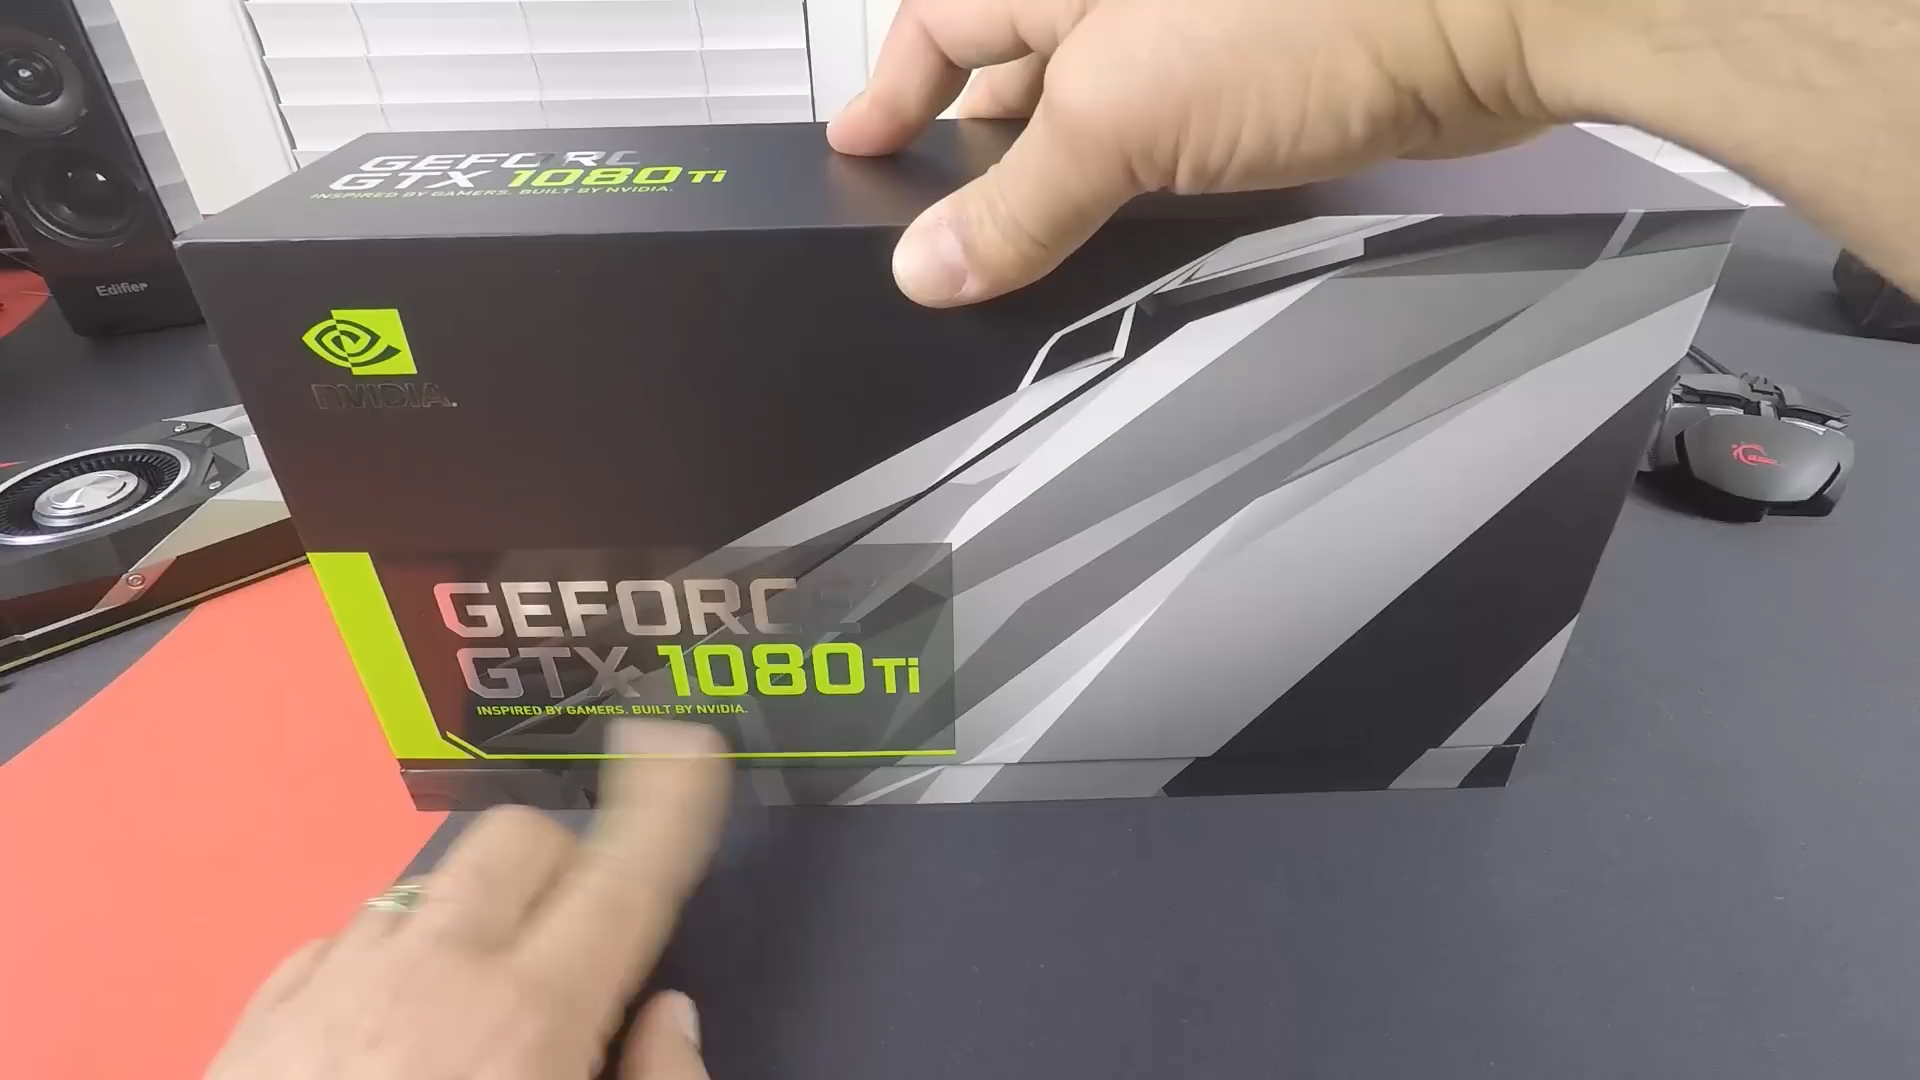 GEFORC
GTX 1080 Ti
INSPIRED BY GAMERS. BUILT BY NVIDIA.
Edifier
NVIDIA.
GEFORCE
GTX 1080 Ti
INSPIRED BY GAMERS. BUILT BY NVIDIA.